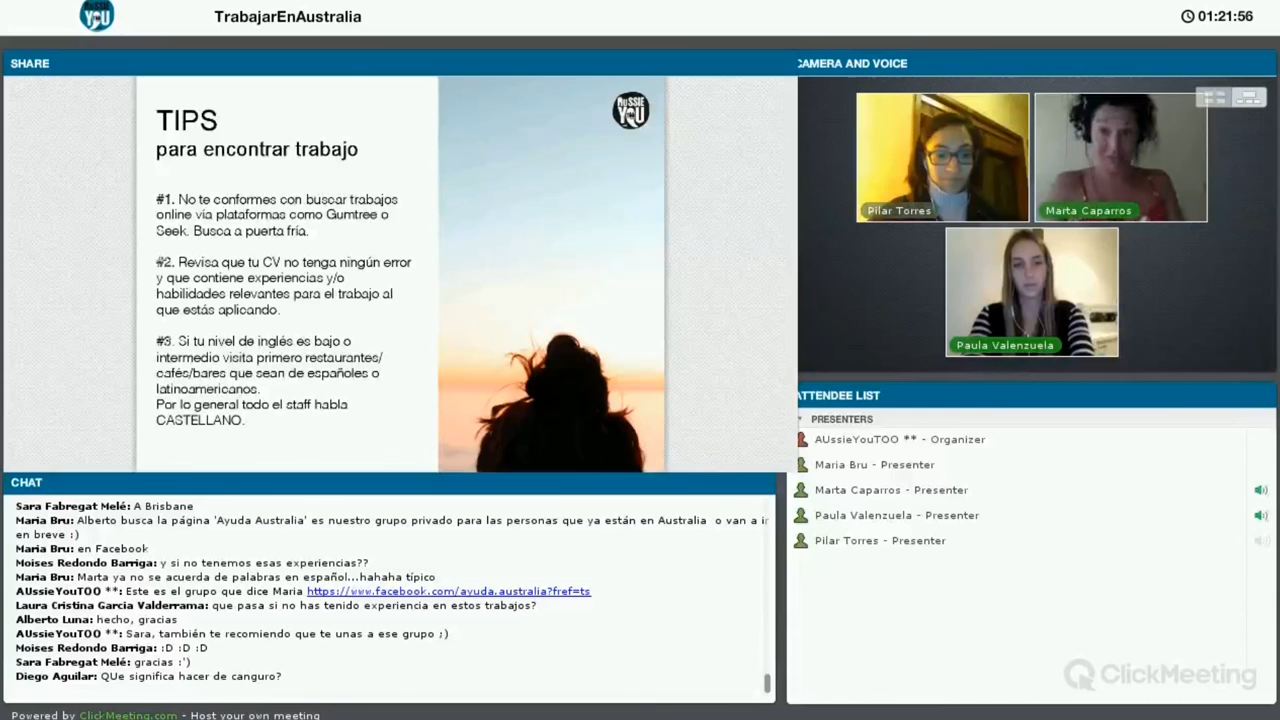 AUSSIE YOU
TrabajarEnAustralia
01:21:56
SHARE
TIPS
para encontrar trabajo
#1. No te conformes con buscar trabajos
online vía plataformas como Gumtree o
Seek. Busca a puerta fría.
#2. Revisa que tu CV no tenga ningún error
y que contiene experiencias y/o
habilidades relevantes para el trabajo al
que estás aplicando.
#3. Si tu nivel de inglés es bajo o
intermedio visita primero restaurantes/
cafés/bares que sean de españoles o
latinoamericanos.
Por lo general todo el staff habla
CASTELLANO.
AUSSIE YOU
CAMERA AND VOICE
Pilar Torres
Marta Caparros
Paula Valenzuela
ATTENDEE LIST
PRESENTERS
AUssieYouTOO ** - Organizer
Maria Bru - Presenter
Marta Caparros - Presenter
Paula Valenzuela - Presenter
Pilar Torres - Presenter
CHAT
Sara Fabregat Melé: A Brisbane
Maria Bru: Alberto busca la página 'Ayuda Australia' es nuestro grupo privado para las personas que ya están en Australia o van a ir
en breve :)
Maria Bru: en Facebook
Moises Redondo Barriga: y si no tenemos esas experiencias??
Maria Bru: Marta ya no se acuerda de palabras en español...hahaha típico
AUssieYouTOO **: Este es el grupo que dice Maria https://www.facebook.com/ayuda.australia?fref=ts
Laura Cristina Garcia Valderrama: que pasa si no has tenido experiencia en estos trabajos?
Alberto Luna: hecho, gracias
AUssieYouTOO **: Sara, también te recomiendo que te unas a ese grupo ;)
Moises Redondo Barriga: :D :D :D
Sara Fabregat Melé: gracias :')
Diego Aguilar: QUe significa hacer de canguro?
ClickMeeting
Powered by ClickMeeting.com - Host your own meeting